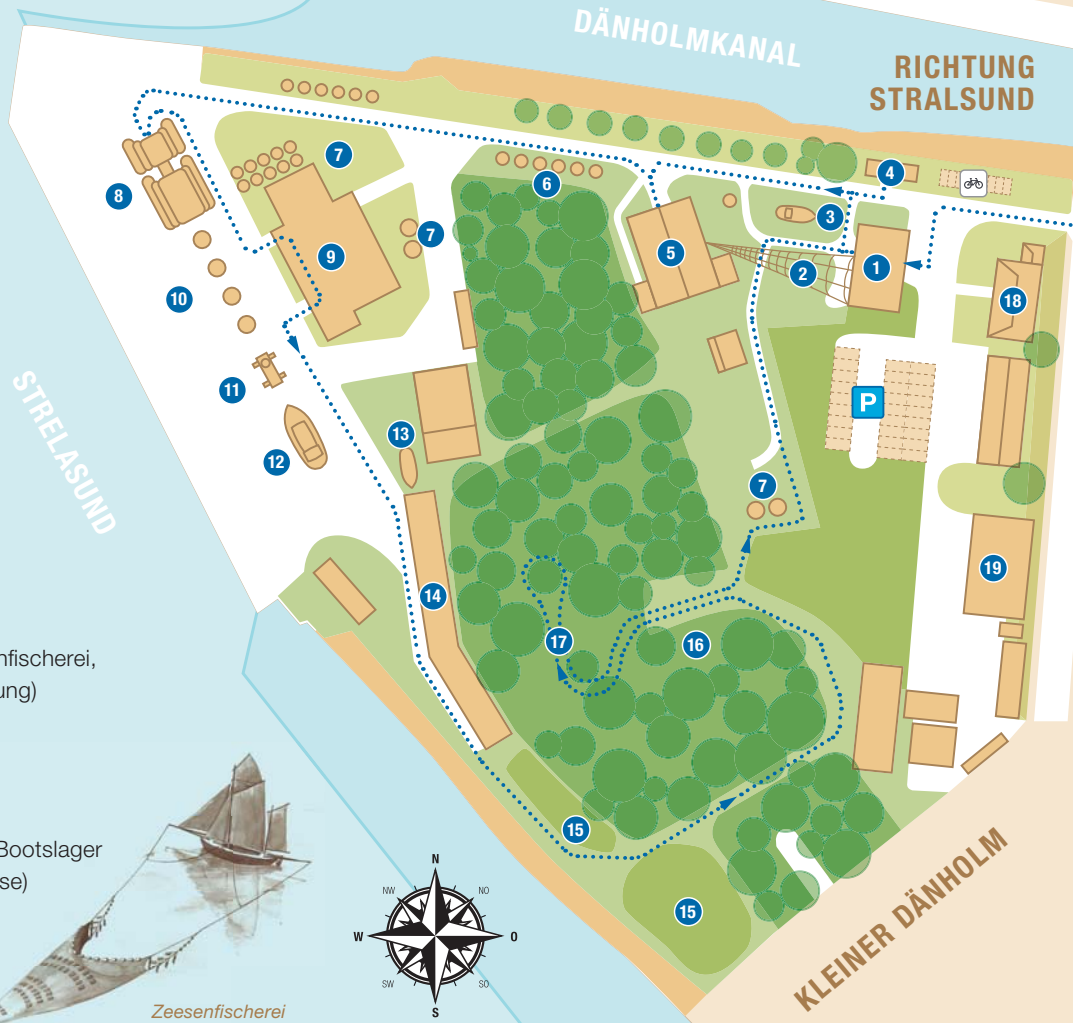 DÄNHOLMKANAL
RICHTUNG
STRALSUND
STRELASUND
7
8
9
7
10
11
12
13
14
6
5
4
3
2
1
18
P
7
19
17
16
15
15
nfischerei,
ung)
Bootslager
se)
N
NW
NO
W
O
SW
SO
S
Zeesenfischerei
KLEINER DÄNHOLM